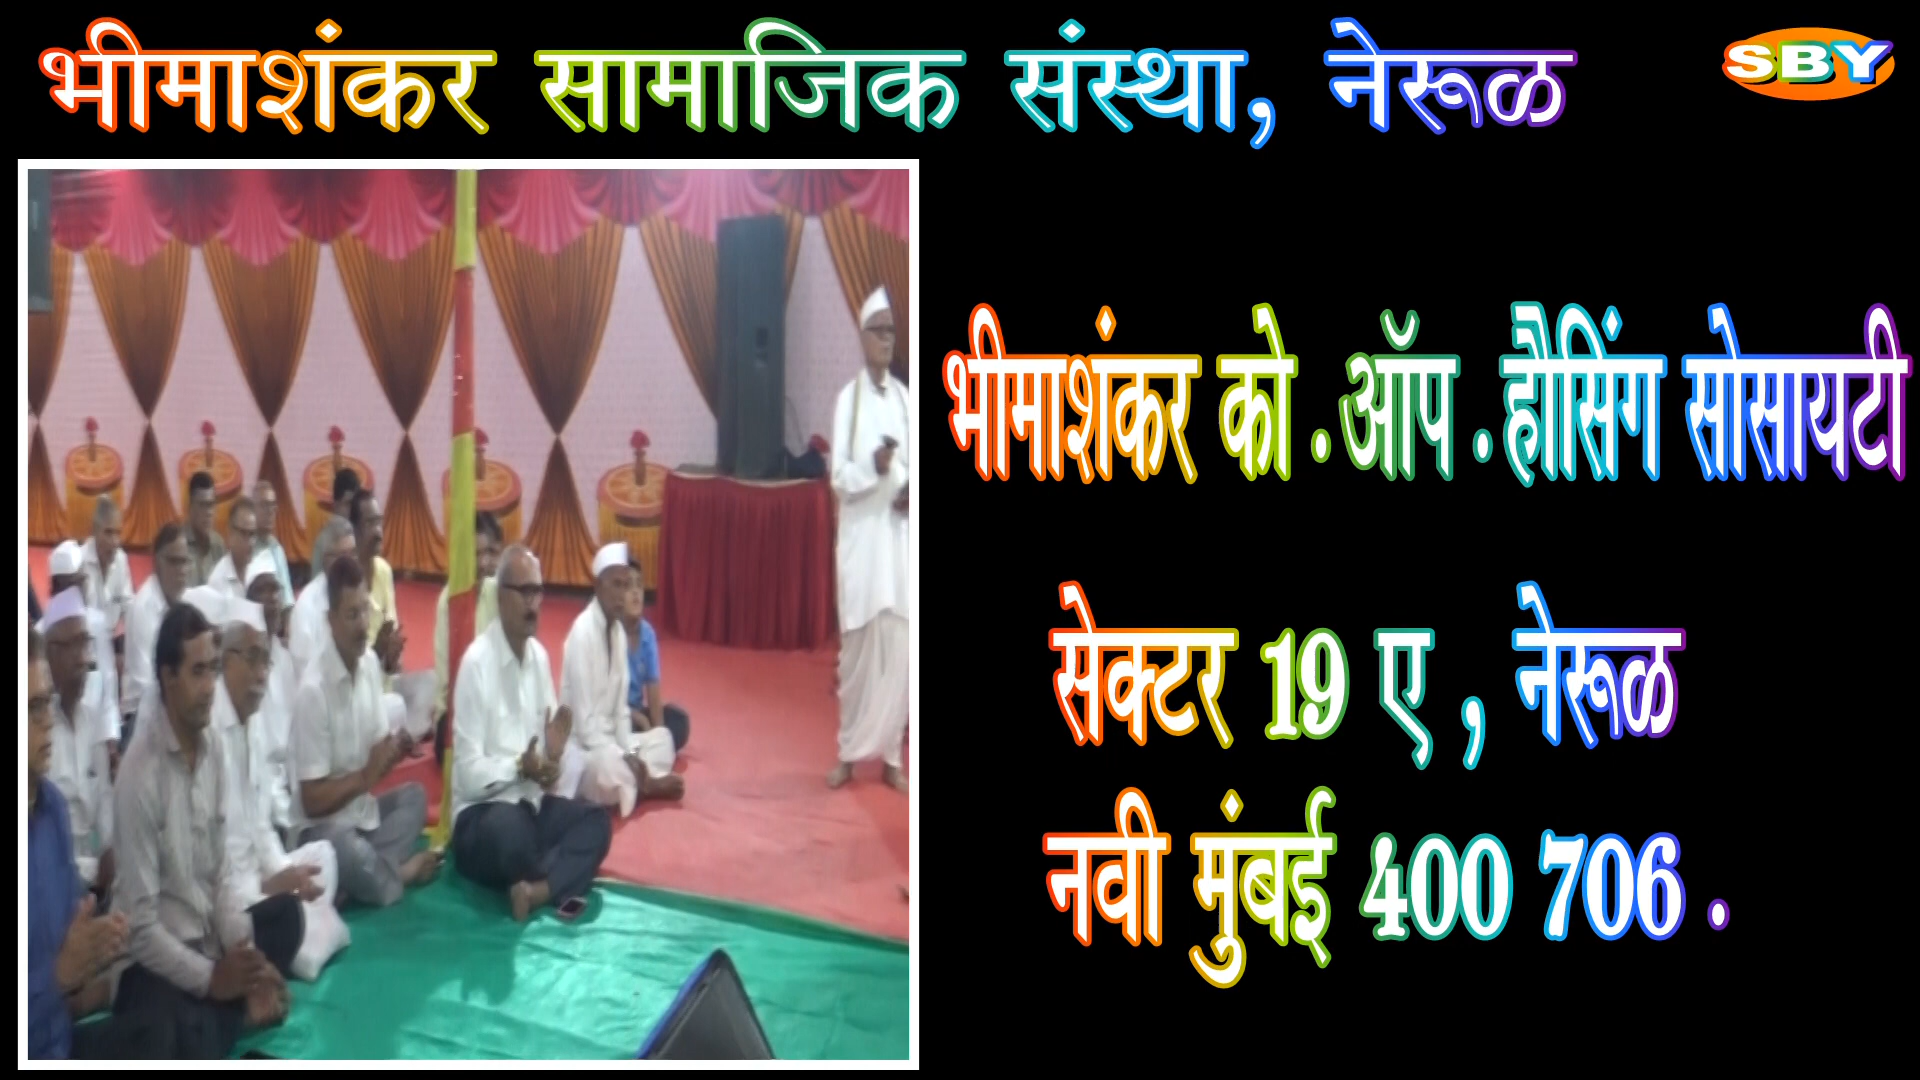 भीमाशंकर सामाजिक संस्था, नेरूळ
SBY
भीमाशंकर को .ऑप .हौसिंग सोसायटी
सेक्टर 19 ए , नेरूळ
नवी मुंबई 400 706 .